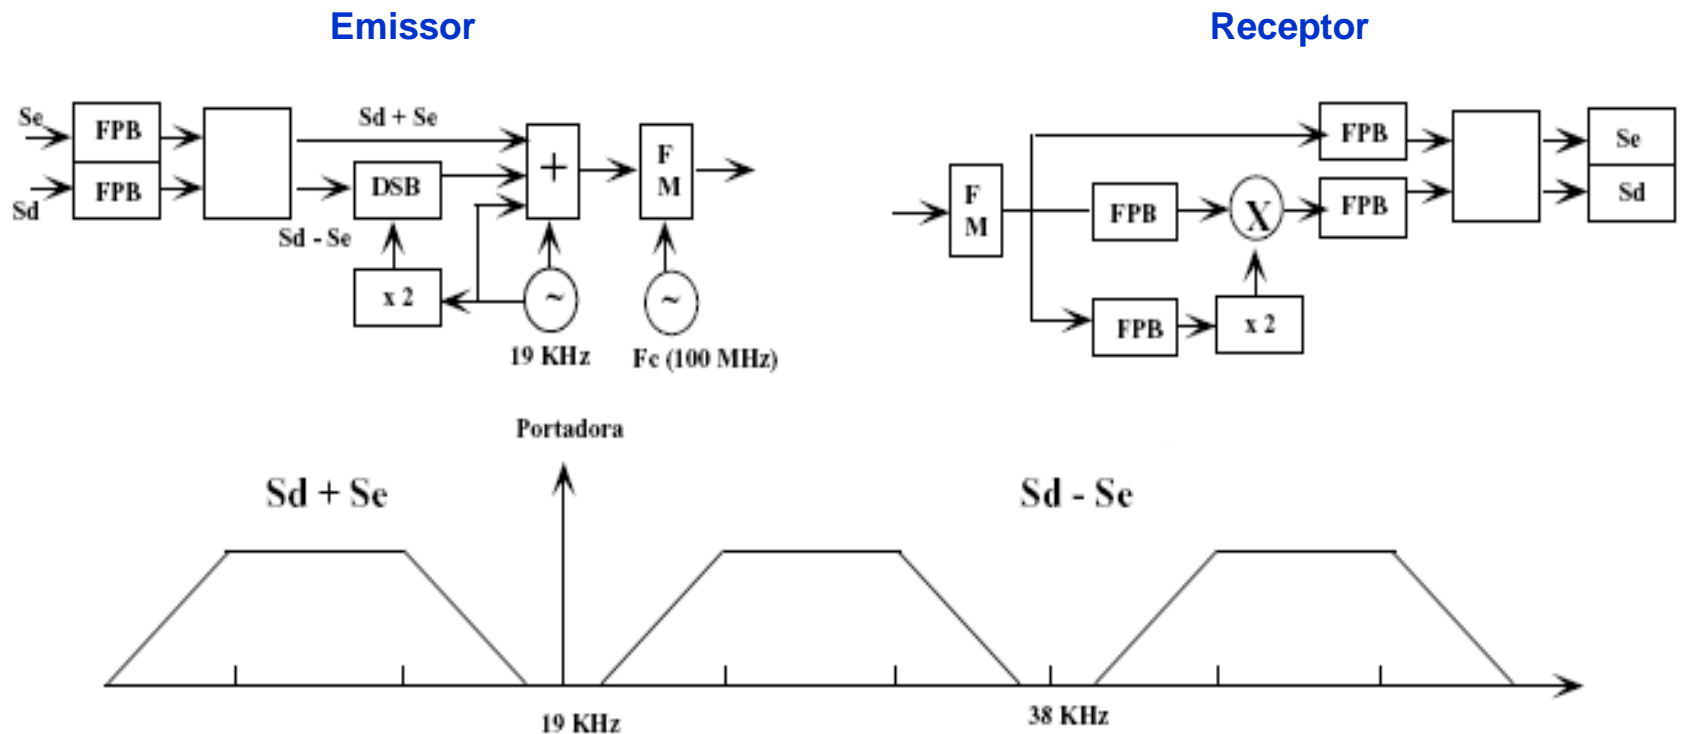 Emissor
Receptor
Se
FPB
Sd
FPB
Sd + Se
DSB
Sd - Se
x 2
+
~
19 KHz
F
M
~
Fc (100 MHz)
F
M
FPB
FPB
X
FPB
FPB
x 2
Se
Sd
Portadora
Sd + Se
Sd - Se
19 KHz
38 KHz